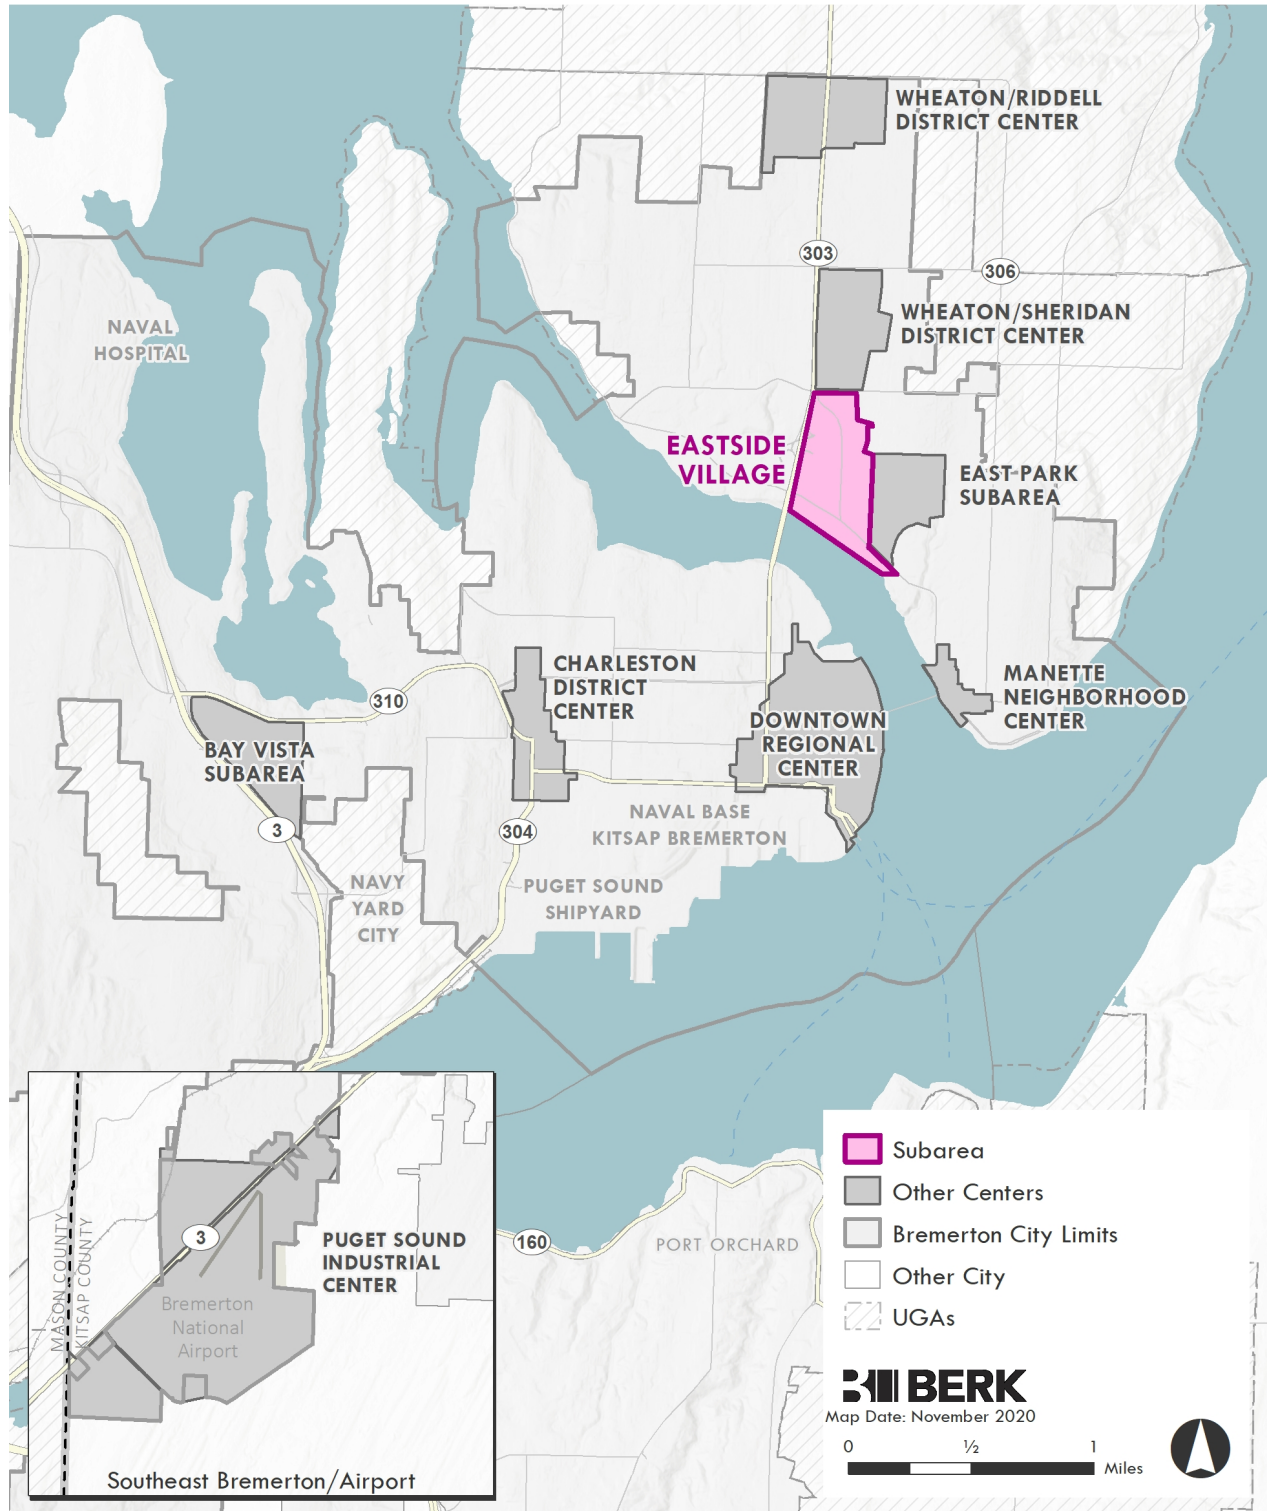 WHEATON/RIDDELL
DISTRICT CENTER
303
306
WHEATON/SHERIDAN
DISTRICT CENTER
NAVAL
HOSPITAL
EASTSIDE
VILLAGE
EAST PARK
SUBAREA
CHARLESTON
DISTRICT
CENTER
310
MANETTE
NEIGHBORHOOD
CENTER
DOWNTOWN
REGIONAL
CENTER
BAY VISTA
SUBAREA
3
304
NAVAL BASE
KITSAP BREMERTON
NAVY
YARD
CITY
PUGET SOUND
SHIPYARD
160
PORT ORCHARD
3
PUGET SOUND
INDUSTRIAL
CENTER
MASON COUNTY
KITSAP COUNTY
Bremerton
National
Airport
Southeast Bremerton/Airport
Subarea
Other Centers
Bremerton City Limits
Other City
UGAs
BERK
Map Date: November 2020
0 ½ 1
Miles